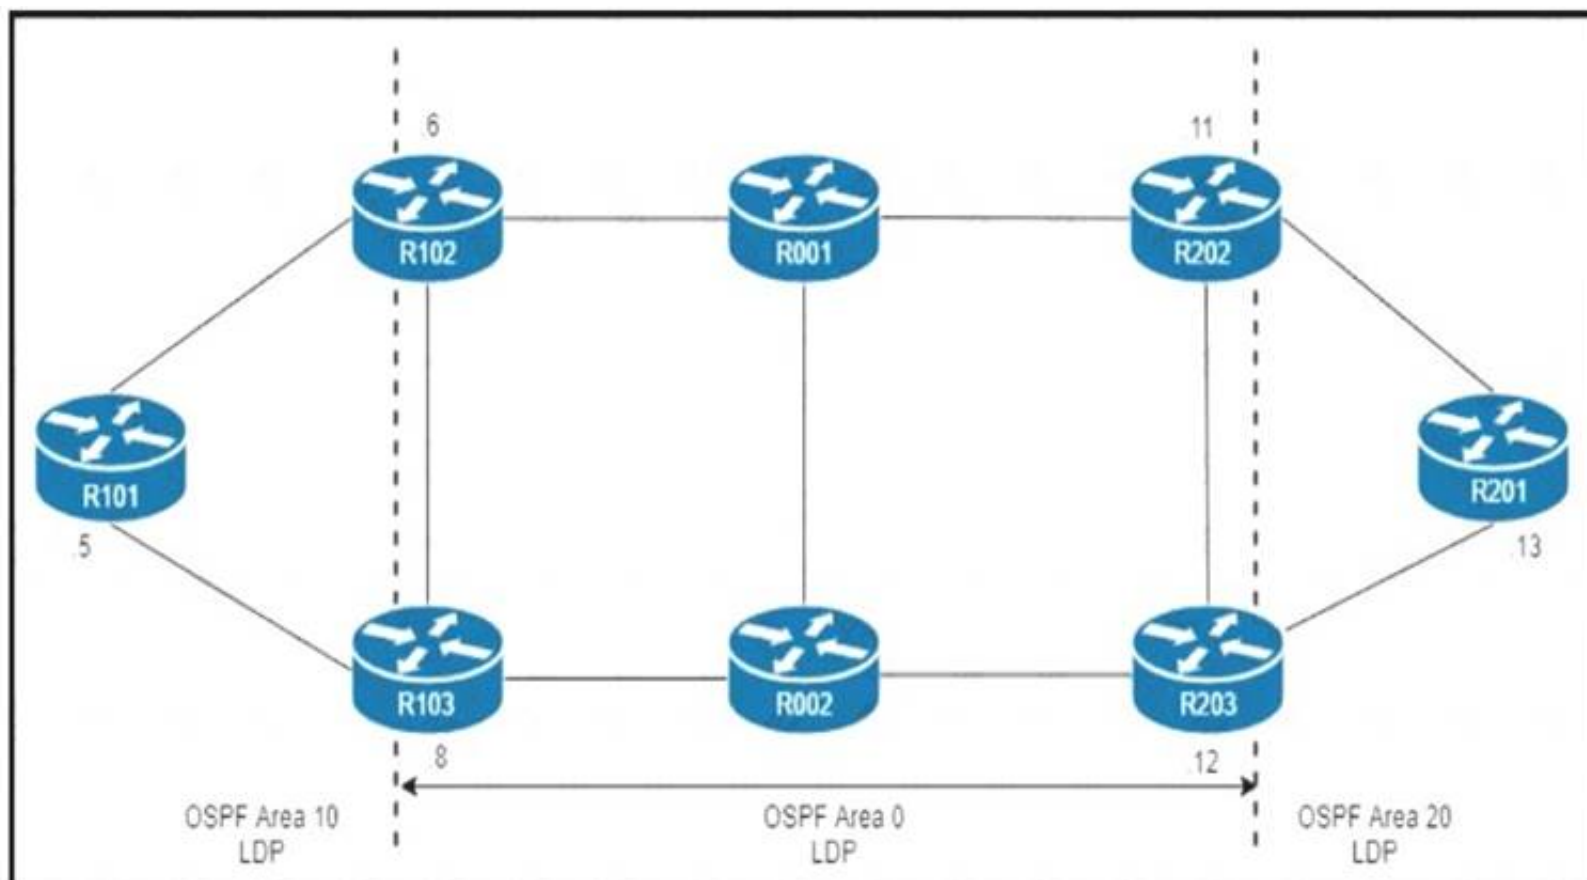 .6
11
R102
R001
R202
R101
R201
.5
.13
R103
R002
R203
.8
.12
OSPF Area 10
LDP
OSPF Area 0
LDP
OSPF Area 20
LDP